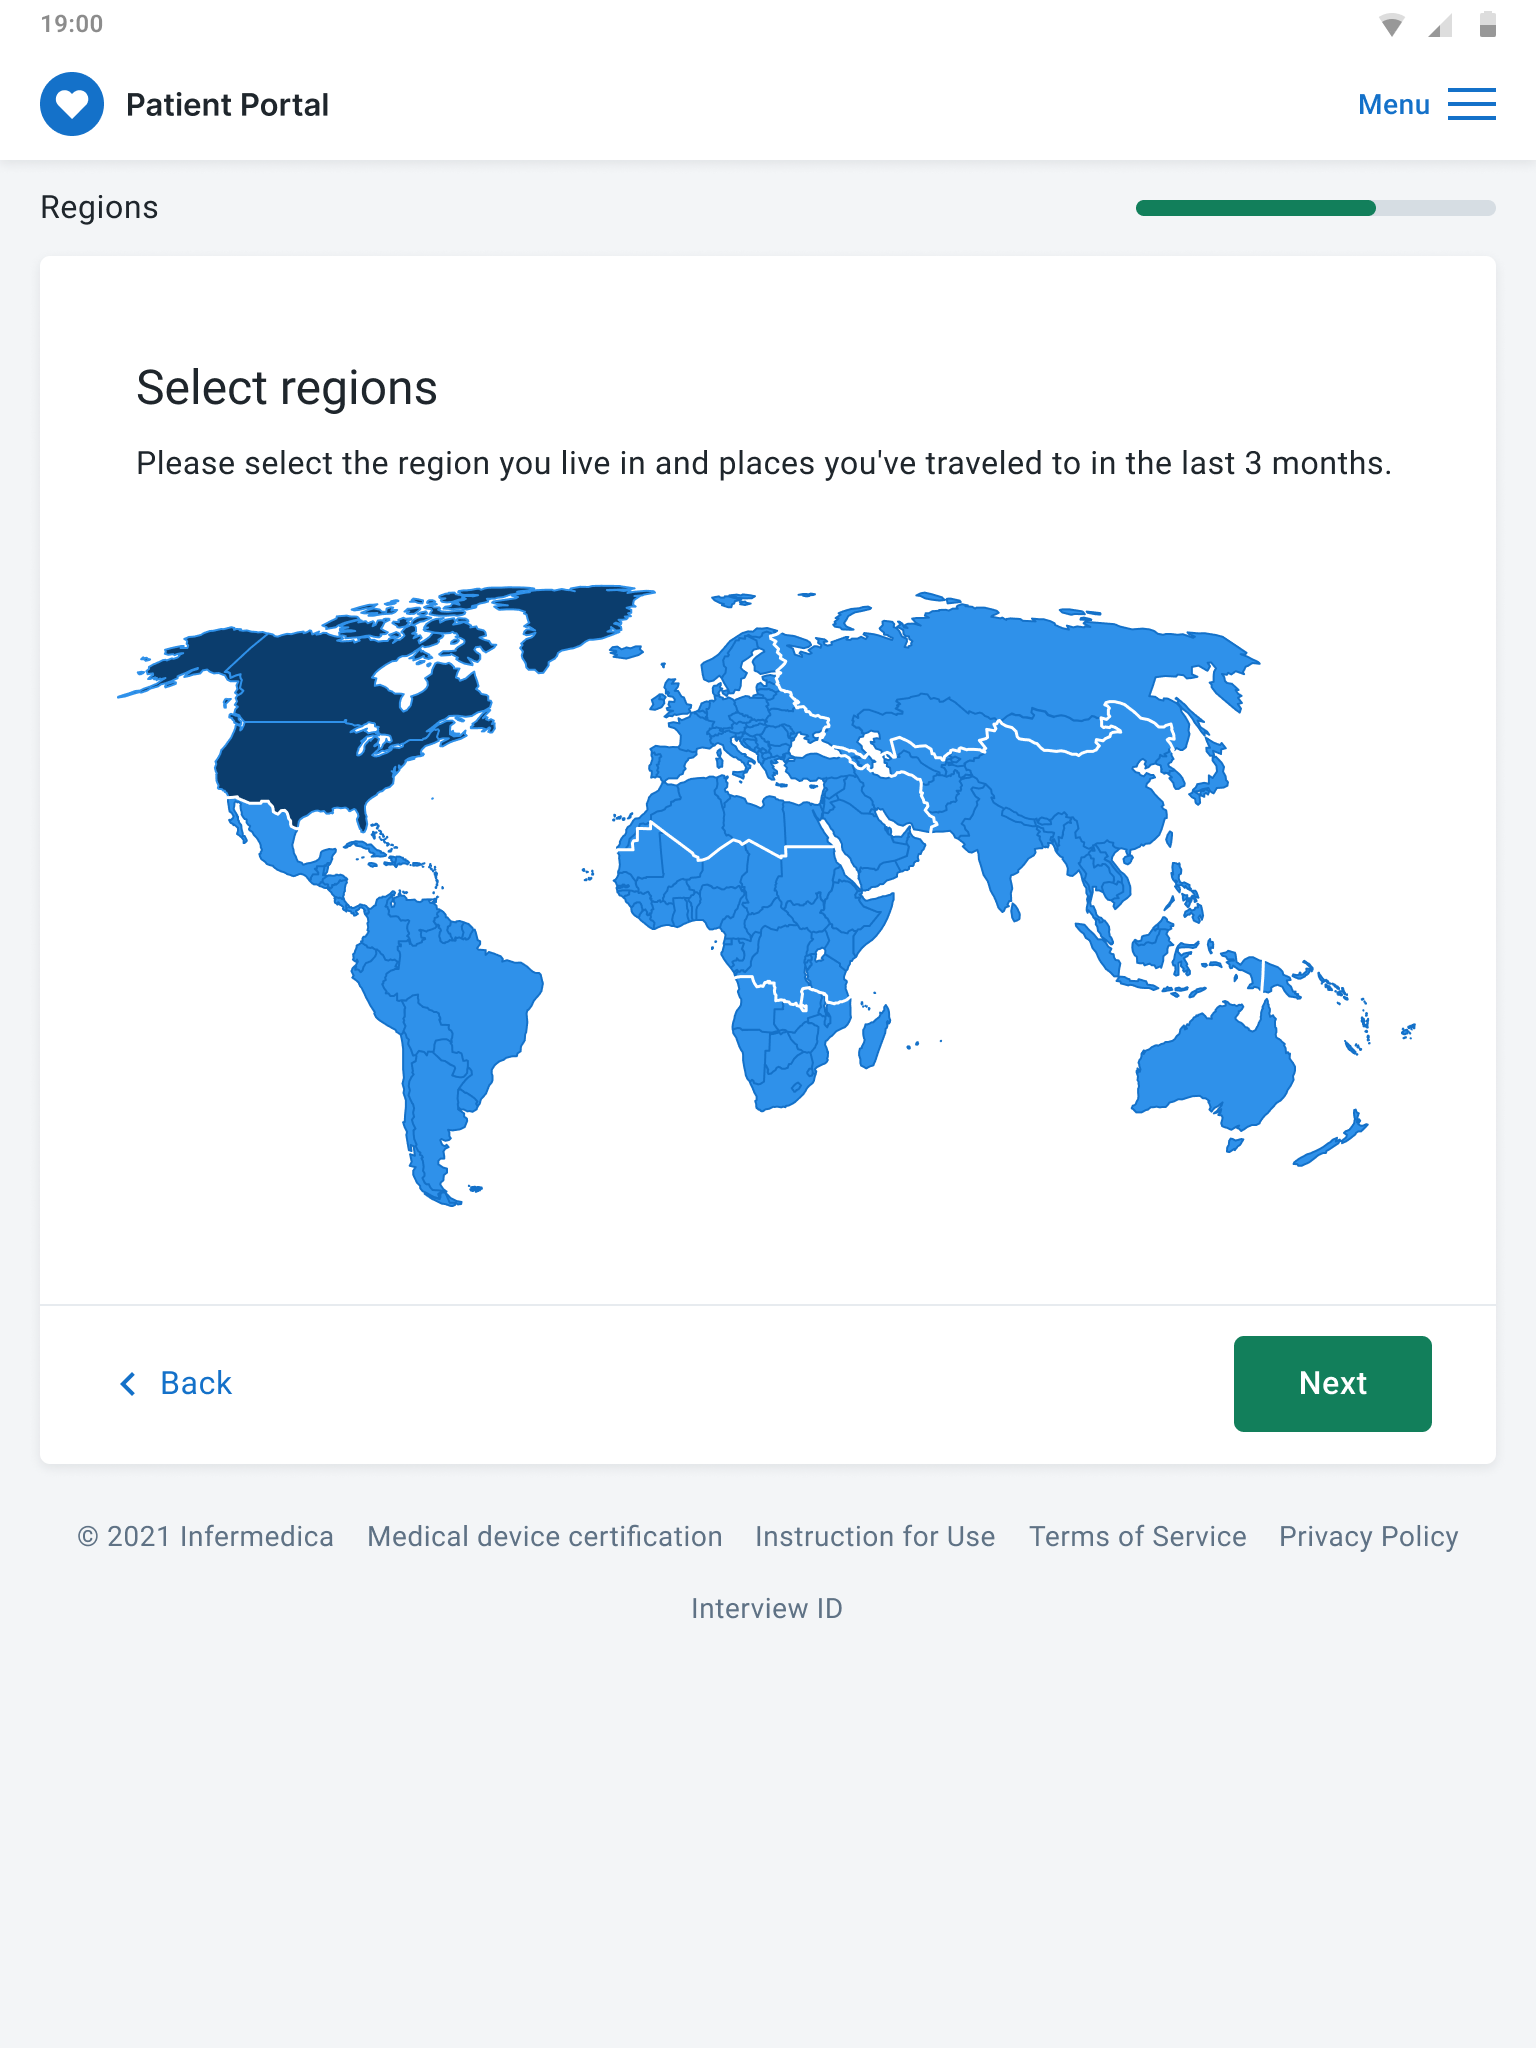 19:00
Patient Portal
Menu
Regions
Select regions
Please select the region you live in and places you've traveled to in the last 3 months.
Back
Next
© 2021 Infermedica Medical device certification Instruction for Use Terms of Service Privacy Policy
Interview ID